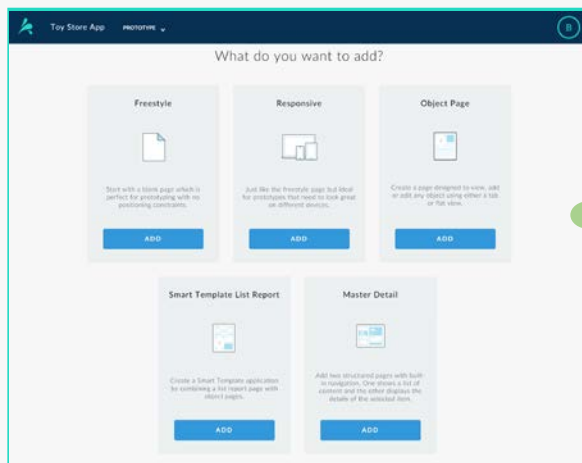 Toy Store App PROTOTYPE
B
What do you want to add?
Freestyle
Start with a blank page which is
perfect for prototyping with no
positioning constraints.
ADD
Responsive
Just like the freestyle page but ideal
for prototypes that need to look great
on different devices.
ADD
Object Page
Create a page designed to view, add
or edit any object using either a tab
or flat view.
ADD
Smart Template List Report
Create a Smart Template application
by combining a list report page with
object pages.
ADD
Master Detail
Add two structured pages with built-
in navigation. One shows a list of
content and the other displays the
details of the selected item.
ADD